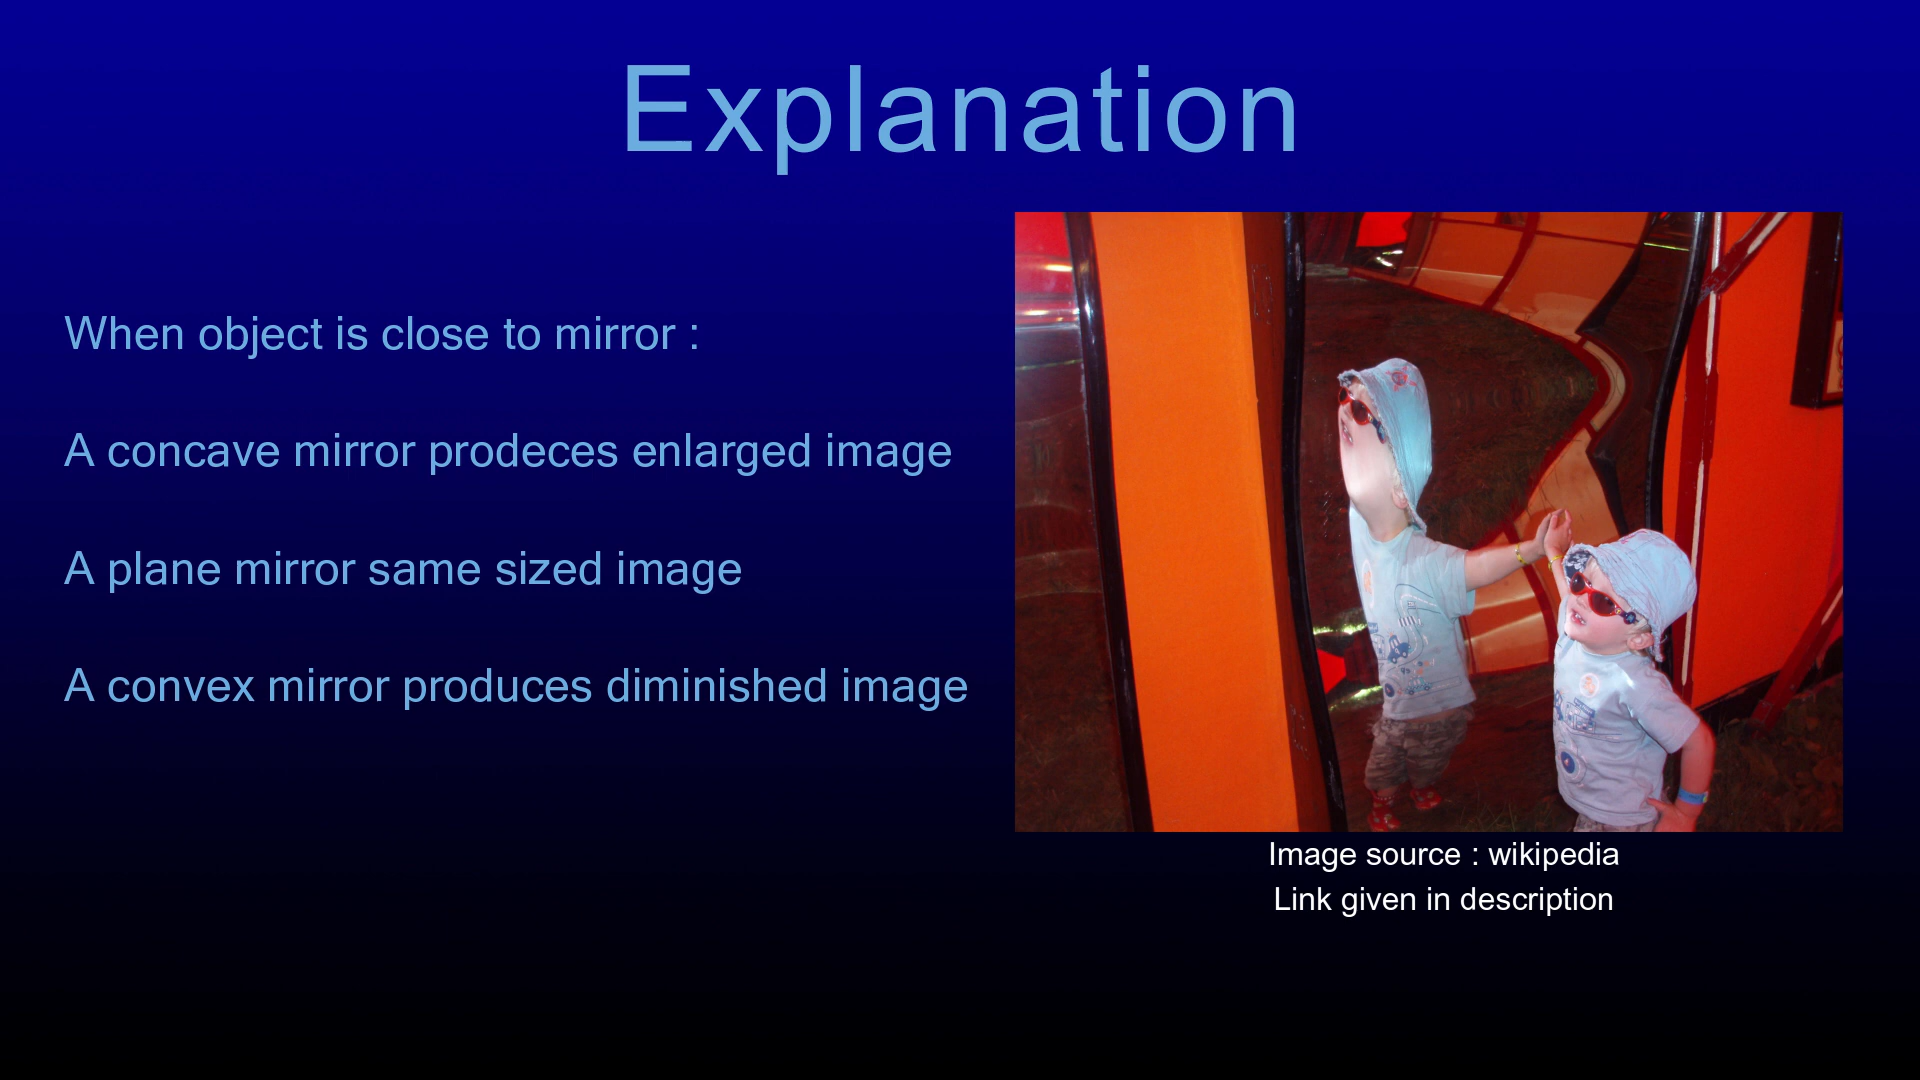 Explanation
When object is close to mirror :
A concave mirror prodeces enlarged image
A plane mirror same sized image
A convex mirror produces diminished image
Image source : wikipedia
Link given in description